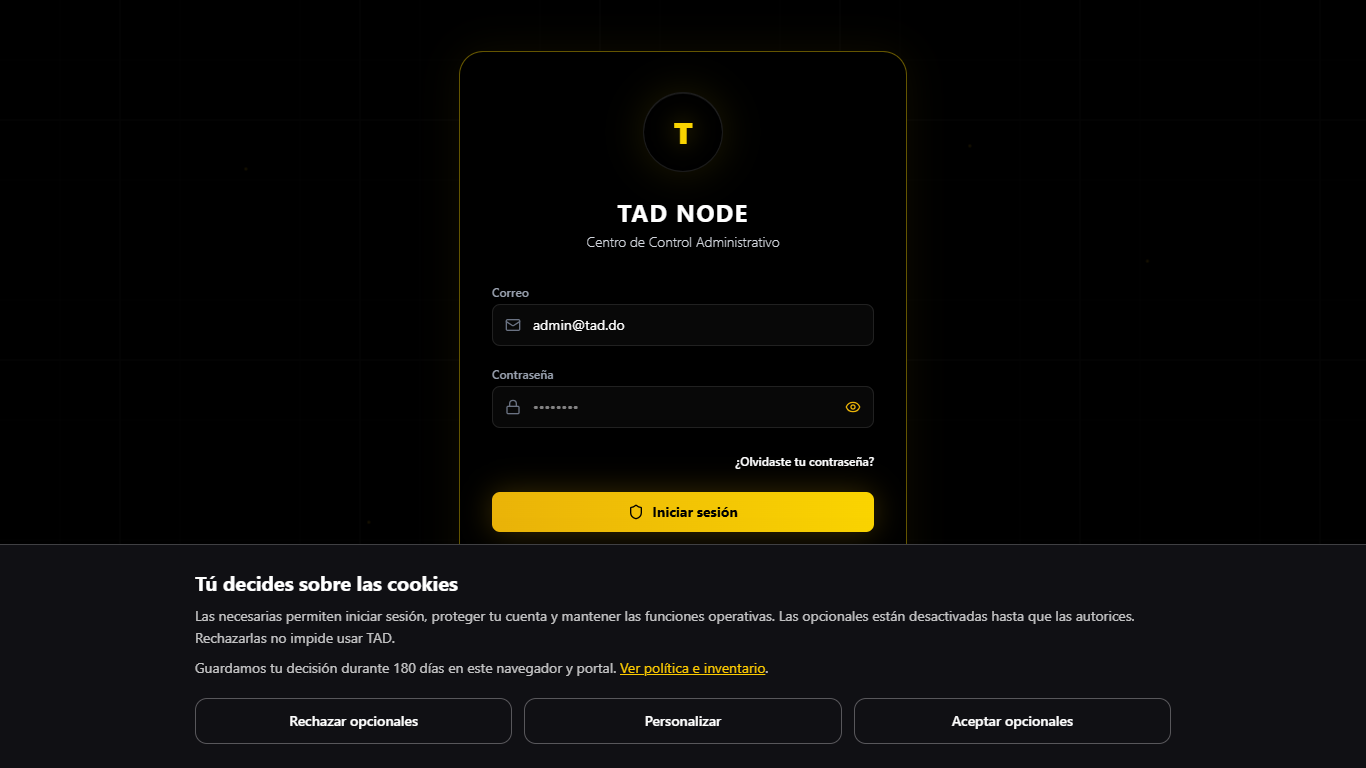 T
TAD NODE
Centro de Control Administrativo
Correo
admin@tad.do
Contraseña
••••••••
¿Olvidaste tu contraseña?
Iniciar sesión
Tú decides sobre las cookies
Las necesarias permiten iniciar sesión, proteger tu cuenta y mantener las funciones operativas. Las opcionales están desactivadas hasta que las autorices.
Rechazarlas no impide usar TAD.
Guardamos tu decisión durante 180 días en este navegador y portal. Ver política e inventario.
Rechazar opcionales
Personalizar
Aceptar opcionales